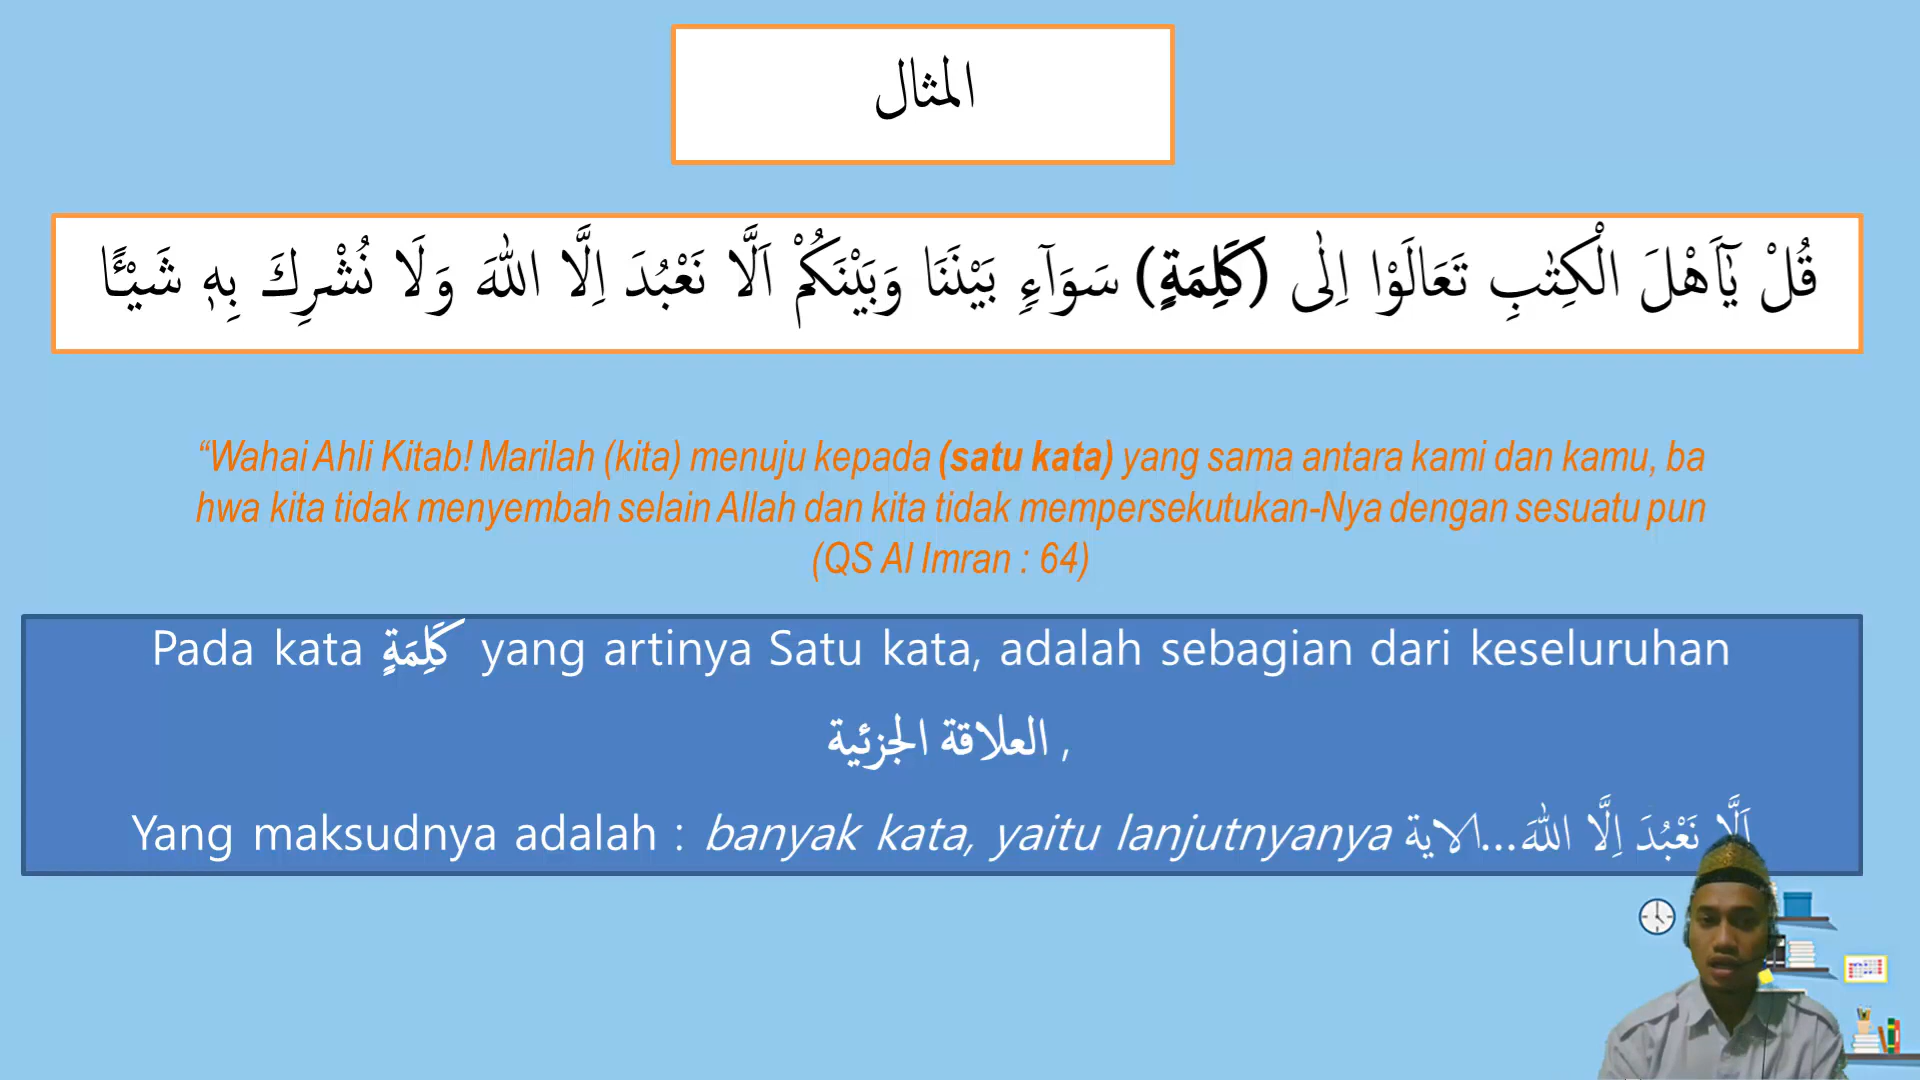 المثال
قُلْ يٰٓاَهْلَ الْكِتٰبِ تَعَالَوْا اِلٰى (كَلِمَةٍ) سَوَاۤءٍۢ بَيْنَنَا وَبَيْنَكُمْ اَلَّا نَعْبُدَ اِلَّا اللّٰهَ وَلَا نُشْرِكَ بِهٖ شَيْـًٔا
“Wahai Ahli Kitab! Marilah (kita) menuju kepada (satu kata) yang sama antara kami dan kamu, ba
hwa kita tidak menyembah selain Allah dan kita tidak mempersekutukan-Nya dengan sesuatu pun
(QS Al Imran : 64)
Pada kata كَلِمَةٍ yang artinya Satu kata, adalah sebagian dari keseluruhan
العلاقة الجزئية ,
Yang maksudnya adalah : banyak kata, yaitu lanjutnyanya اَلَّا نَعْبُدَ اِلَّا اللّٰهَ...الاية